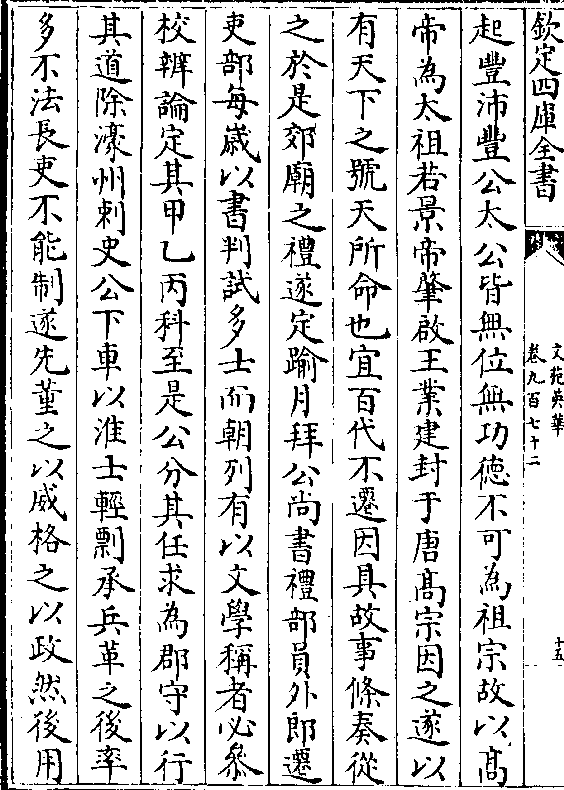 欽定四庫全書
文苑英華
卷九百七十二
十五
起豐沛豐公太公皆無位無功德不可為祖宗故以髙
帝為太祖若景帝肇啟王業建封于唐髙宗因之遂以
有天下之號天所命也宜百代不遷因具故事條奏從
之於是郊廟之禮遂定踰月拜公尚書禮部員外郎遷
吏部每嵗以書判試多士而朝列有以文學稱者必叅
校辨論定其甲乙丙科至是公分其任求為郡守以行
其道除濠州刺史公下車以淮士輕剽承兵革之後率
多不法長吏不能制遂先董之以威格之以政然後用